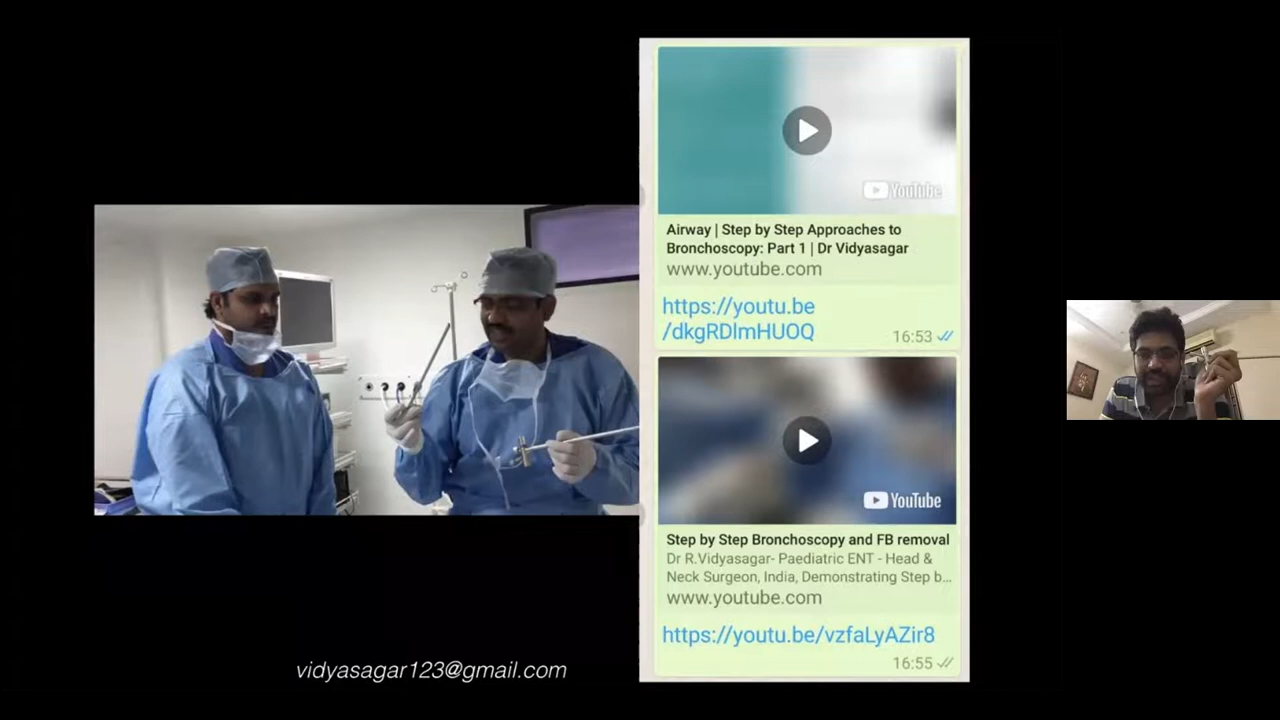 YouTube
Airway | Step by Step Approaches to
Bronchoscopy: Part 1 | Dr Vidyasagar
www.youtube.com
https://youtu.be
/dkgRDlmHUOQ
16:53
YouTube
Step by Step Bronchoscopy and FB removal
Dr R.Vidyasagar- Paediatric ENT - Head &
Neck Surgeon, India, Demonstrating Step b...
www.youtube.com
https://youtu.be/vzfaLyAZir8
16:55
vidyasagar123@gmail.com